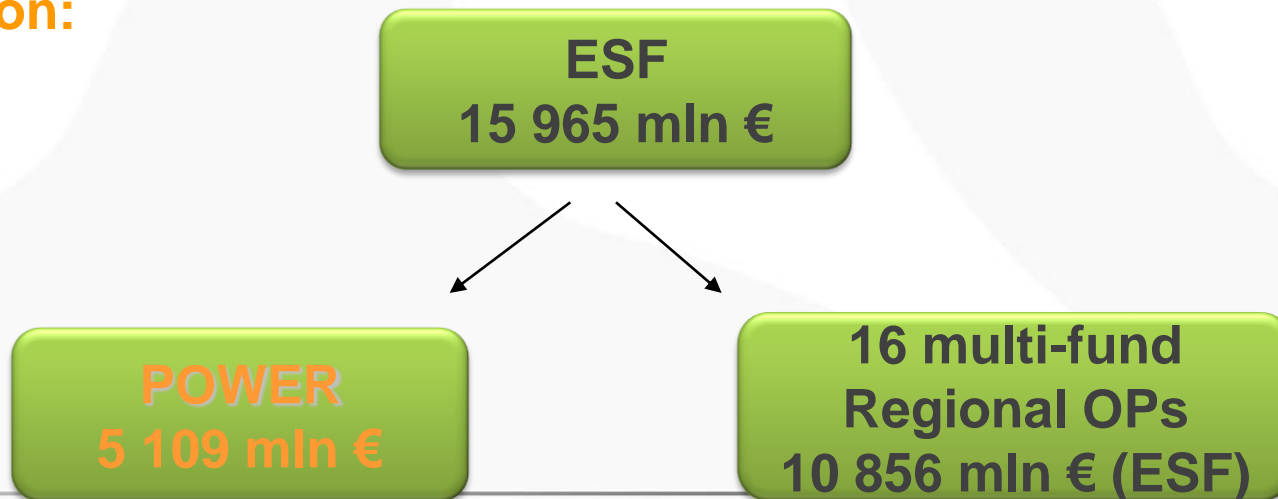 on:
ESF
15 965 mln €
POWER
5 109 mln €
16 multi-fund
Regional OPs
10 856 mln € (ESF)